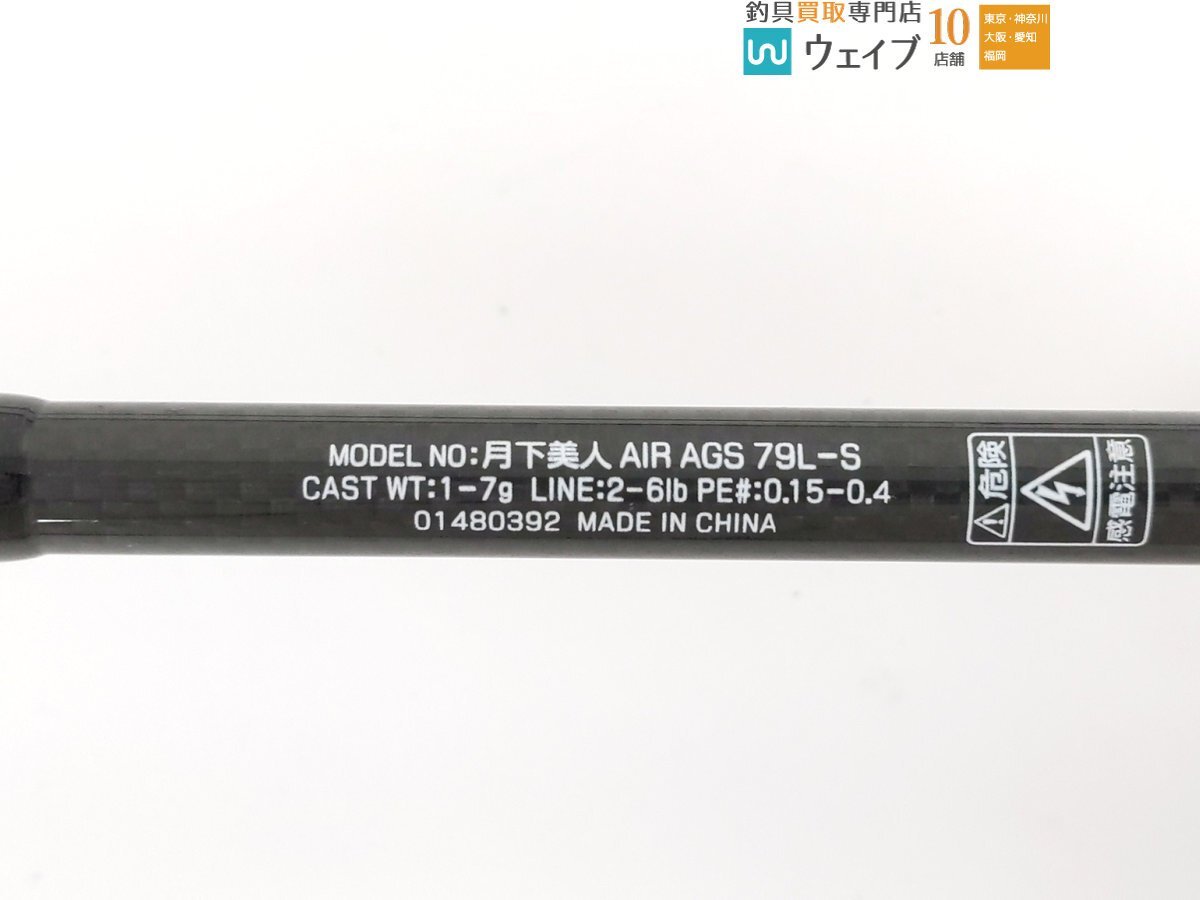 釣具買取専門店
ウェイブ
10
店舗
東京・神奈川
大阪・愛知
福岡
MODEL NO:月下美人 AIR AGS 79L-S
CAST WT:1-7g LINE:2-6lb PE#:0.15-0.4
01480392 MADE IN CHINA
危険
感電注意